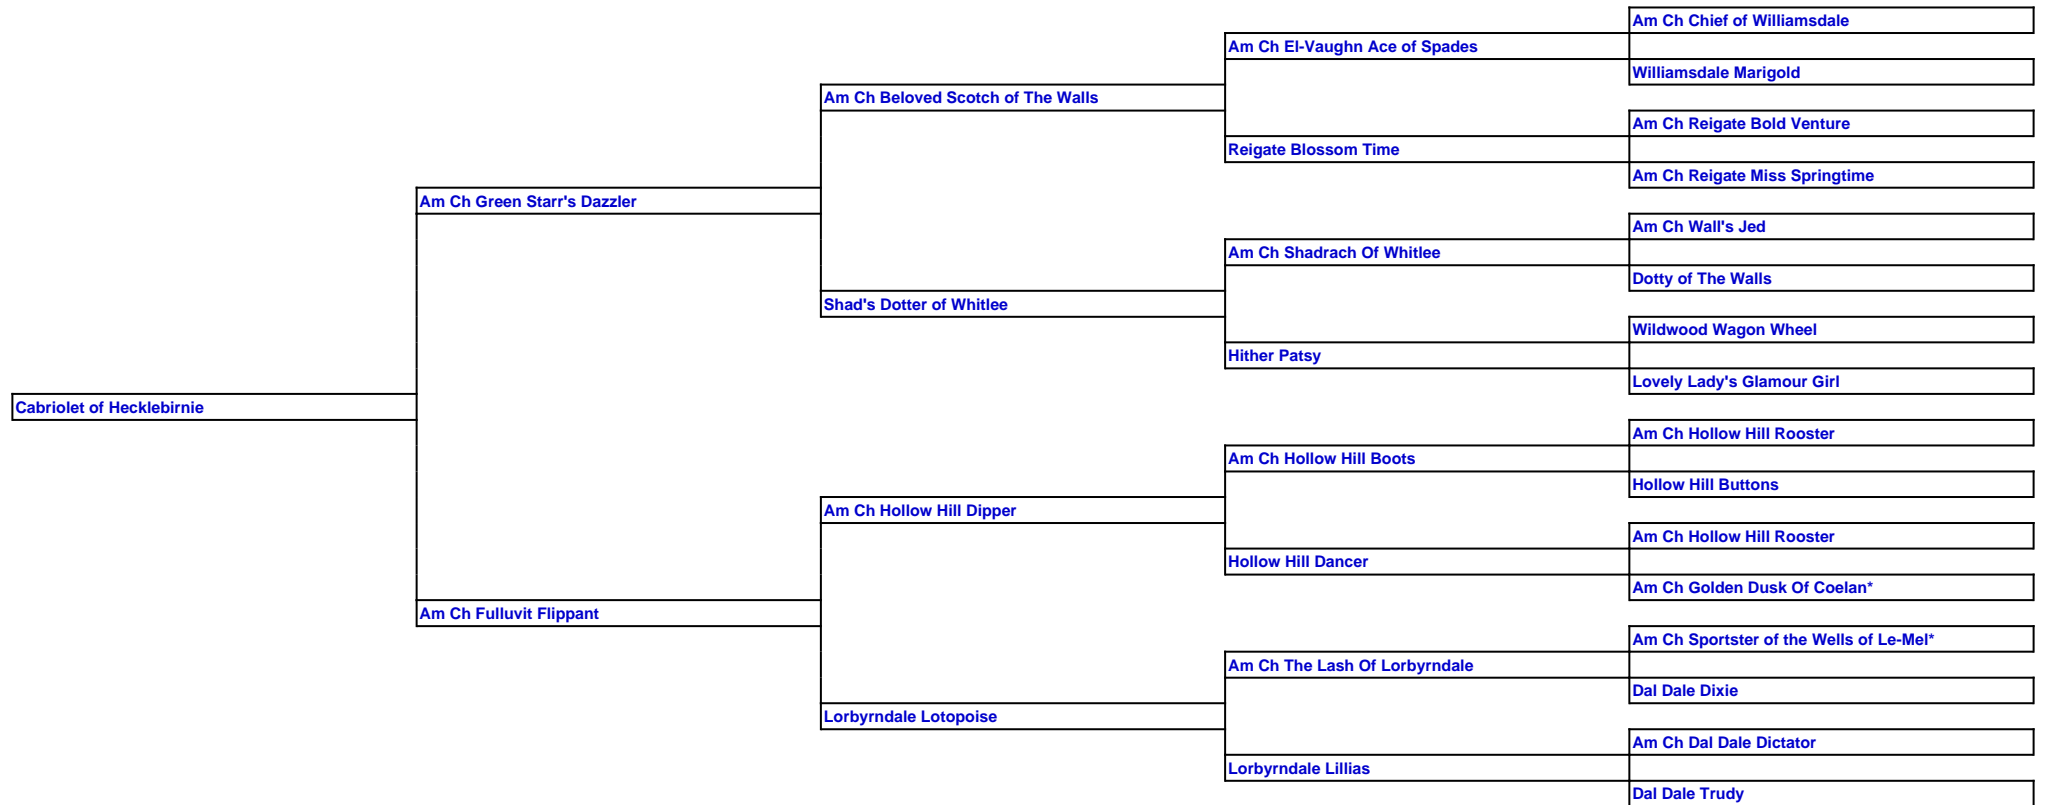 Am Ch Chief of Williamsdale
Am Ch El-Vaughn Ace of Spades
Williamsdale Marigold
Am Ch Beloved Scotch of The Walls
Am Ch Reigate Bold Venture
Reigate Blossom Time
Am Ch Reigate Miss Springtime
Am Ch Green Starr's Dazzler
Am Ch Wall's Jed
Am Ch Shadrach Of Whitlee
Dotty of The Walls
Shad's Dotter of Whitlee
Wildwood Wagon Wheel
Hither Patsy
Lovely Lady's Glamour Girl
Cabriolet of Hecklebirnie
Am Ch Hollow Hill Rooster
Am Ch Hollow Hill Boots
Hollow Hill Buttons
Am Ch Hollow Hill Dipper
Am Ch Hollow Hill Rooster
Hollow Hill Dancer
Am Ch Golden Dusk Of Coelan*
Am Ch Fulluvit Flippant
Am Ch Sportster of the Wells of Le-Mel*
Am Ch The Lash Of Lorbyrndale
Dal Dale Dixie
Lorbyrndale Lotopoise
Am Ch Dal Dale Dictator
Lorbyrndale Lillias
Dal Dale Trudy